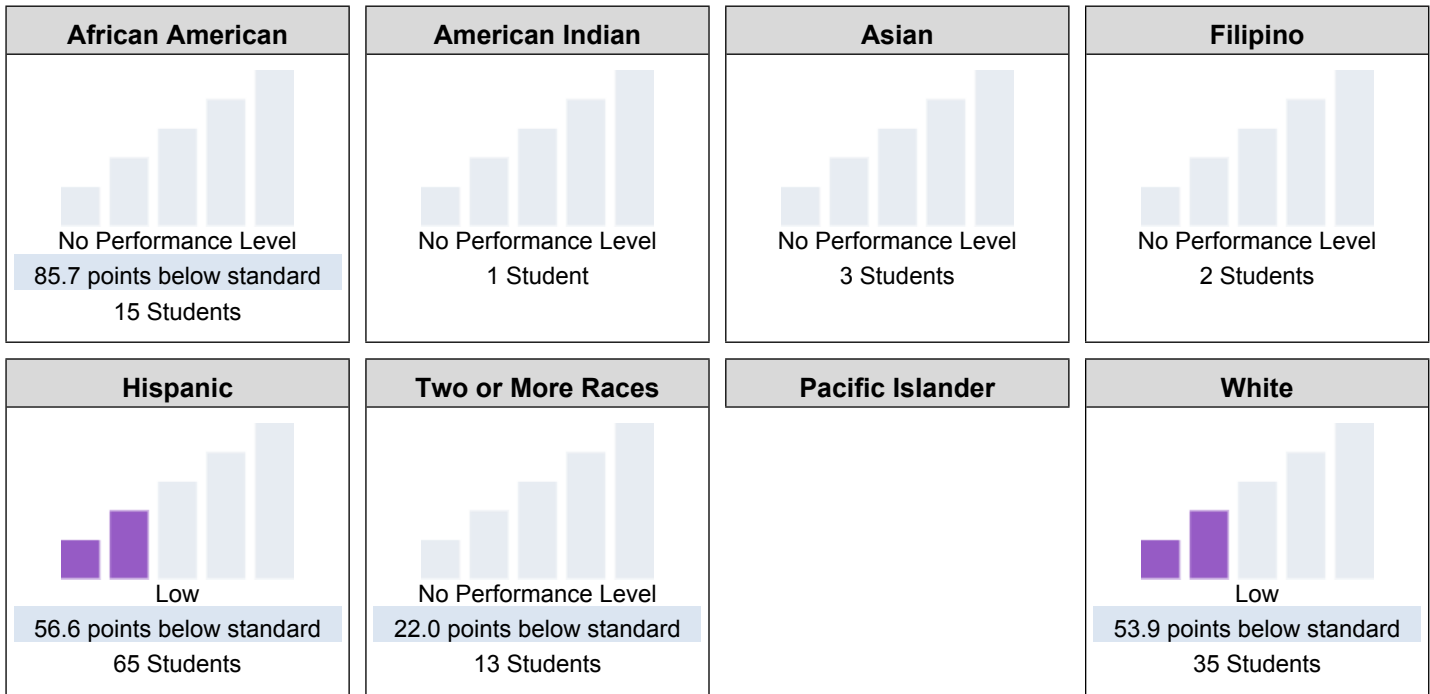 African American
No Performance Level
85.7 points below standard
15 Students
American Indian
No Performance Level
1 Student
Asian
No Performance Level
3 Students
Filipino
No Performance Level
2 Students
Hispanic
Low
56.6 points below standard
65 Students
Two or More Races
No Performance Level
22.0 points below standard
13 Students
Pacific Islander
White
Low
53.9 points below standard
35 Students